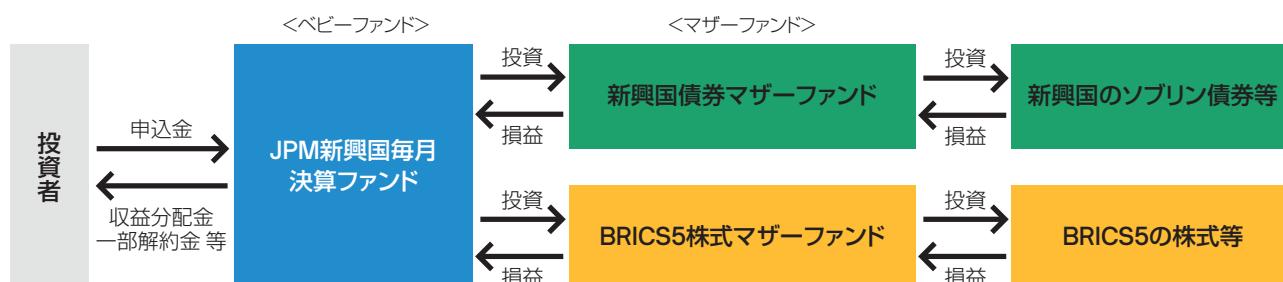 <ベビーファンド>
<マザーファンド>
投資者
申込金
収益分配金
一部解約金 等
JPM新興国毎月
決算ファンド
投資
損益
新興国債券マザーファンド
投資
損益
新興国のソブリン債券等
投資
損益
BRICS5株式マザーファンド
投資
損益
BRICS5の株式等